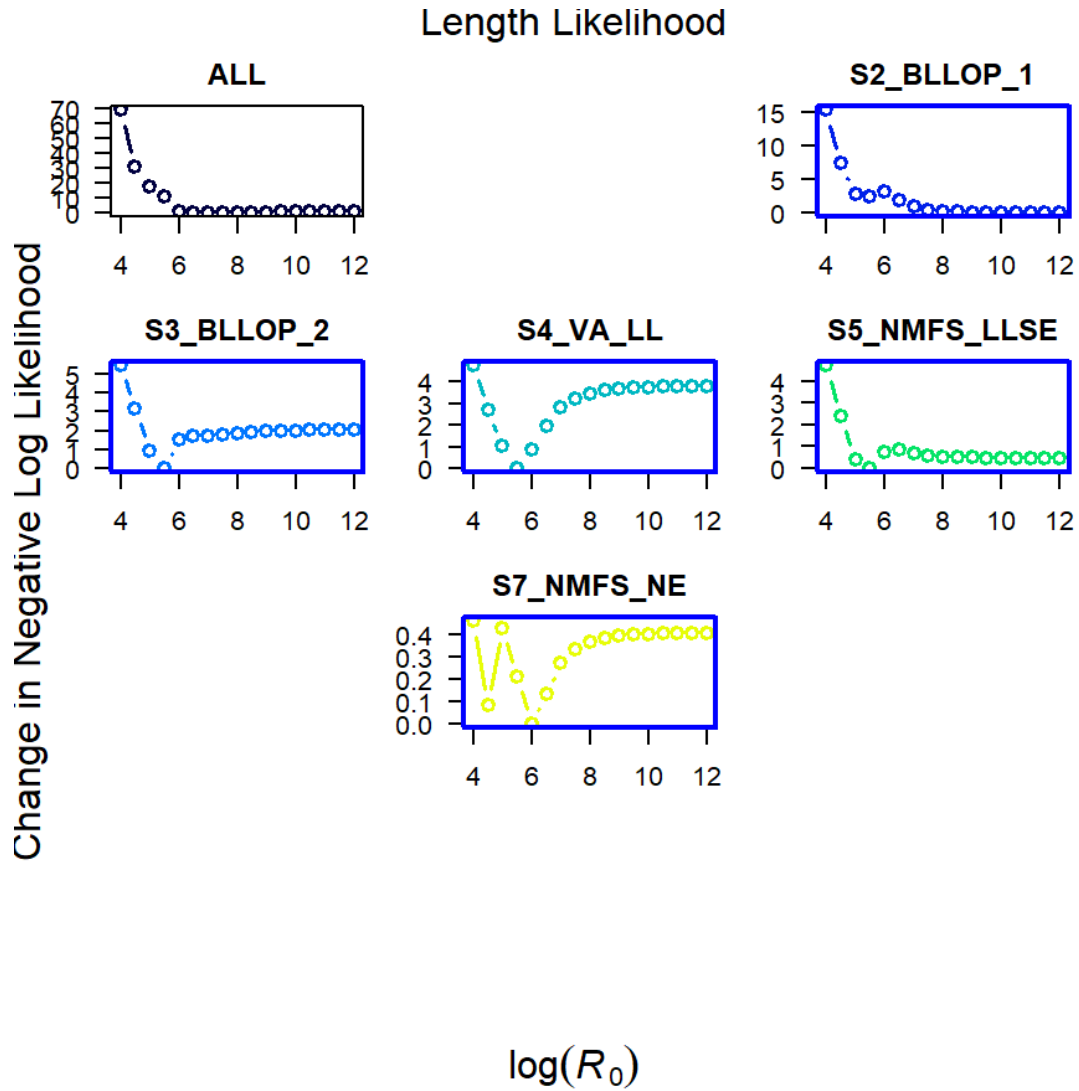 Length Likelihood
ALL
70
60
50
40
30
20
10
0
4 6 8 10 12
S2_BLLOP_1
15
10
5
0
4 6 8 10 12
Change in Negative Log Likelihood
S3_BLLOP_2
5
4
3
2
1
0
4 6 8 10 12
S4_VA_LL
4
3
2
1
0
4 6 8 10 12
S5_NMFS_LLSE
4
3
2
1
0
4 6 8 10 12
S7_NMFS_NE
0.4
0.3
0.2
0.1
0.0
4 6 8 10 12
log(R₀)